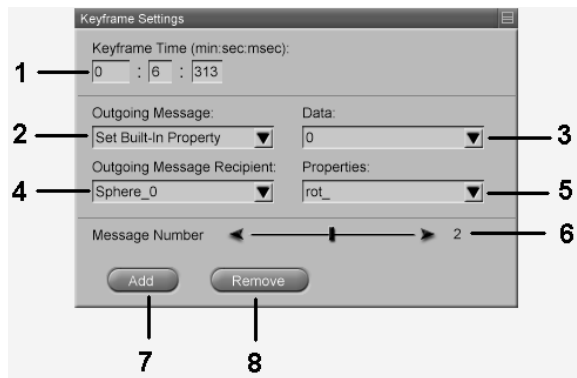 Keyframe Settings
Keyframe Time (min:sec:msec):
1 0 : 6 : 313
Outgoing Message: Data:
2 Set Built-In Property 0 3
Outgoing Message Recipient: Properties:
4 Sphere_0 rot_ 5
Message Number 2 6
Add Remove
7 8